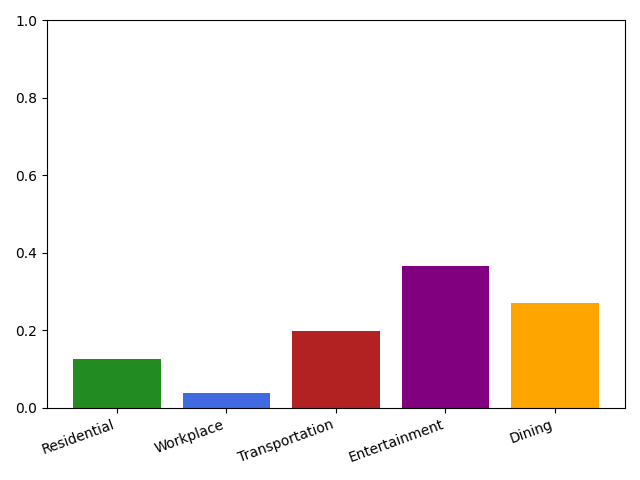 1.0
0.8
0.6
0.4
0.2
0.0
Residential
Workplace
Transportation
Entertainment
Dining